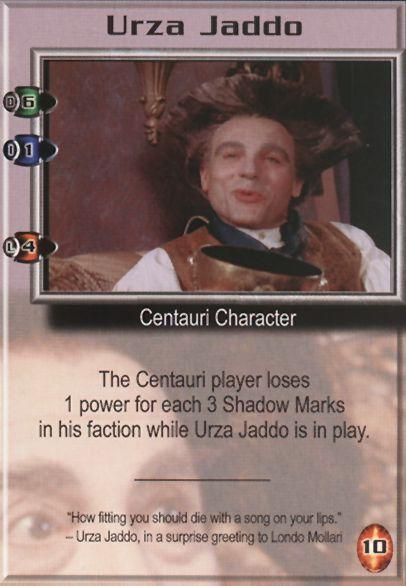 Urza Jaddo
D 6
I 1
L 4
Centauri Character
The Centauri player loses
1 power for each 3 Shadow Marks
in his faction while Urza Jaddo is in play.
"How fitting you should die with a song on your lips."
– Urza Jaddo, in a surprise greeting to Londo Mollari
10